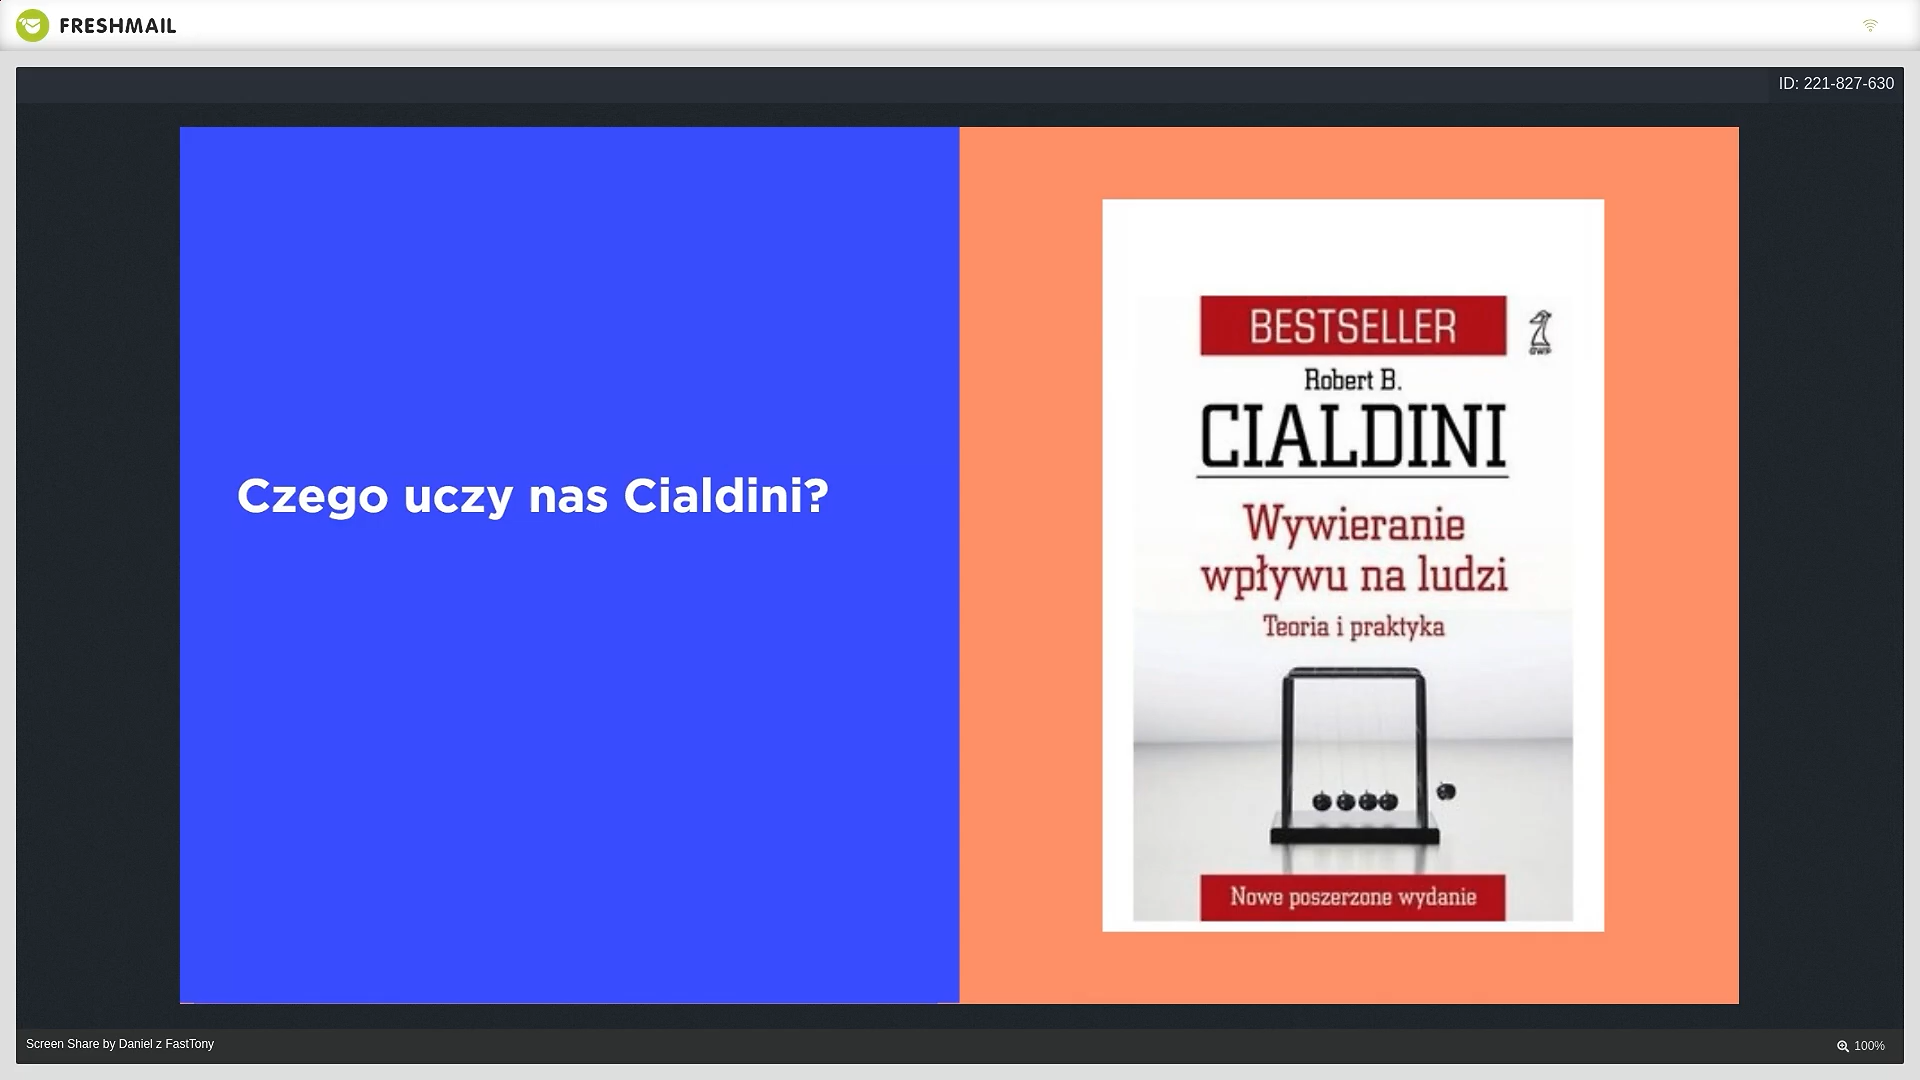 FRESHMAIL
ID: 221-827-630
Czego uczy nas Cialdini?
BESTSELLER
GWP
Robert B.
CIALDINI
Wywieranie
wpływu na ludzi
Teoria i praktyka
Nowe poszerzone wydanie
Screen Share by Daniel z FastTony
100%